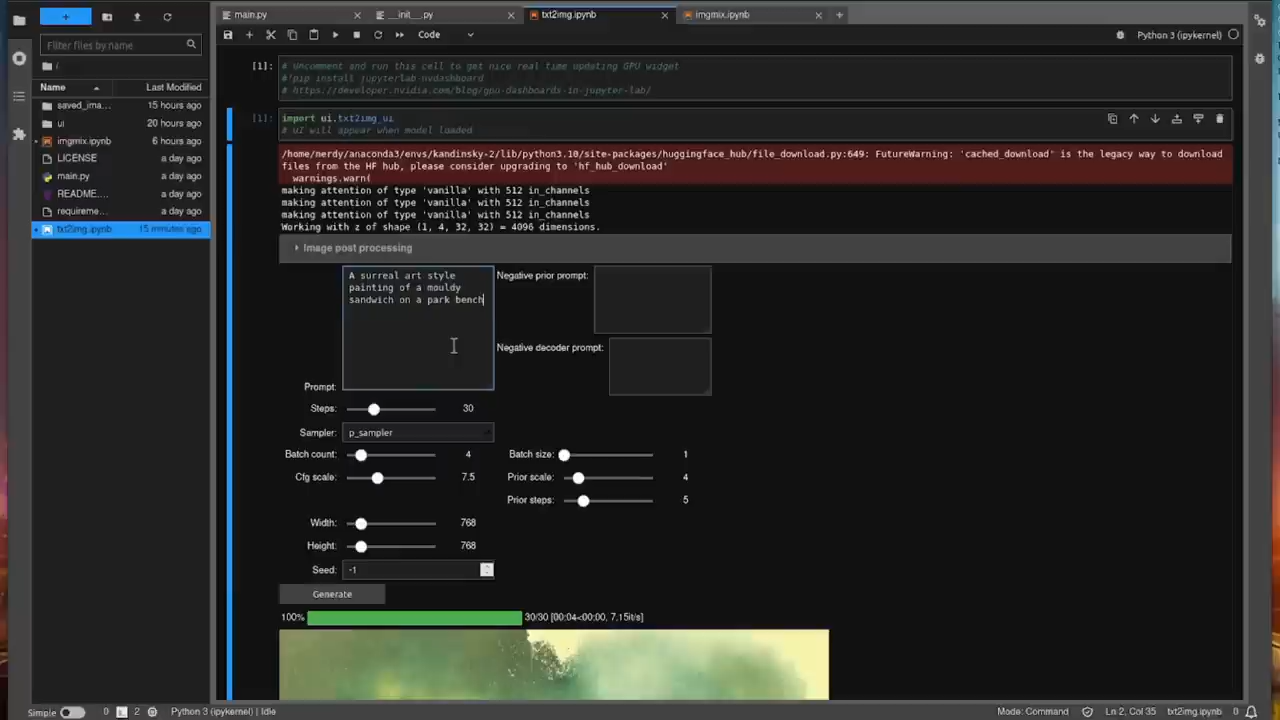 main.py
__init__.py
txt2img.ipynb
imgmix.ipynb
Filter files by name
/
Name
Last Modified
saved_ima... 15 hours ago
ui 20 hours ago
imgmix.ipynb 6 hours ago
LICENSE a day ago
main.py a day ago
README.... a day ago
requireme... a day ago
txt2img.ipynb 15 minutes ago
Code
Python 3 (ipykernel)
[1]: # Uncomment and run this cell to get nice real time updating GPU widget
#!pip install jupyterlab-nvdashboard
# https://developer.nvidia.com/blog/gpu-dashboards-in-jupyter-lab/
[1]: import ui.txt2img_ui
# uI will appear when model loaded
/home/nerdy/anaconda3/envs/kandinsky-2/lib/python3.10/site-packages/huggingface_hub/file_download.py:649: FutureWarning: 'cached_download' is the legacy way to download
files from the HF hub, please consider upgrading to 'hf_hub_download'
warnings.warn(
making attention of type 'vanilla' with 512 in_channels
making attention of type 'vanilla' with 512 in_channels
making attention of type 'vanilla' with 512 in_channels
Working with z of shape (1, 4, 32, 32) = 4096 dimensions.
Image post processing
A surreal art style
painting of a mouldy
sandwich on a park bench
Prompt:
Negative prior prompt:
Negative decoder prompt:
Steps: 30
Sampler: p_sampler
Batch count: 4 Batch size: 1
Cfg scale: 7.5 Prior scale: 4
Prior steps: 5
Width: 768
Height: 768
Seed: -1
Generate
100% 30/30 [00:04<00:00, 7.15it/s]
Simple 0 2 Python 3 (ipykernel) | Idle
Mode: Command Ln 2, Col 35 txt2img.ipynb 0